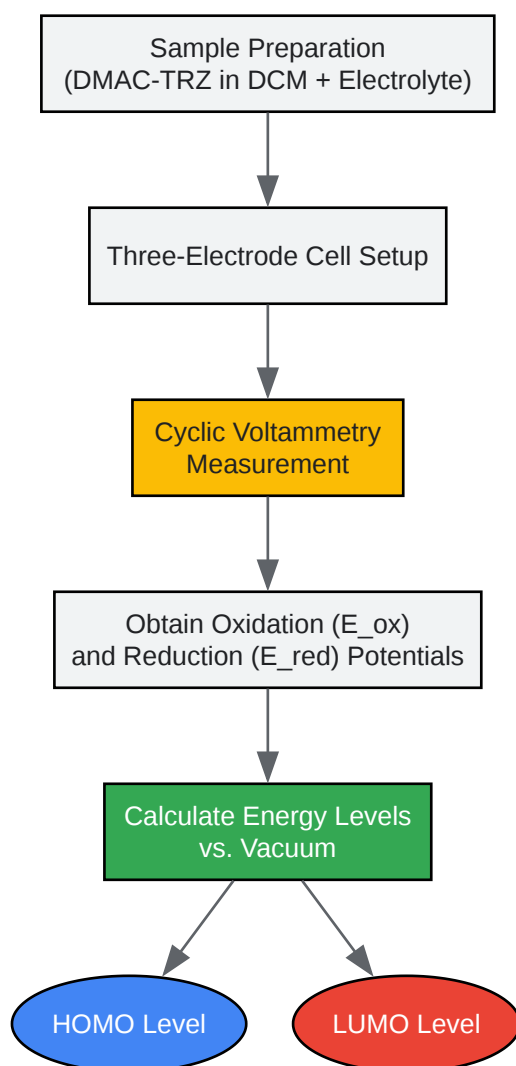 Sample Preparation
(DMAC-TRZ in DCM + Electrolyte)
Three-Electrode Cell Setup
Cyclic Voltammetry
Measurement
Obtain Oxidation (E_ox)
and Reduction (E_red) Potentials
Calculate Energy Levels
vs. Vacuum
HOMO Level
LUMO Level